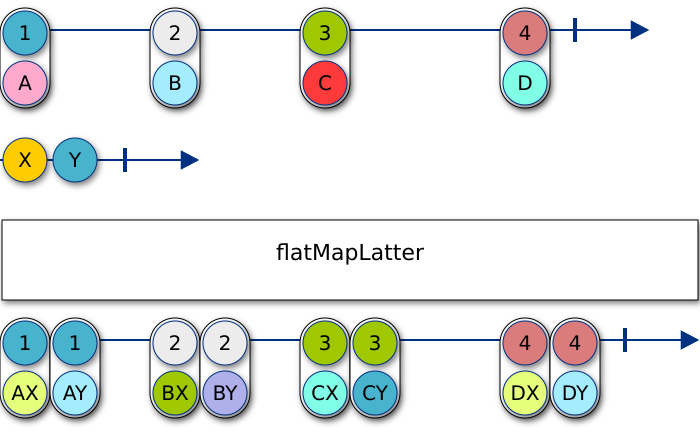 1 2 3 4
A B C D
X Y
flatMapLatter
1 1 2 2 3 3 4 4
AX AY BX BY CX CY DX DY